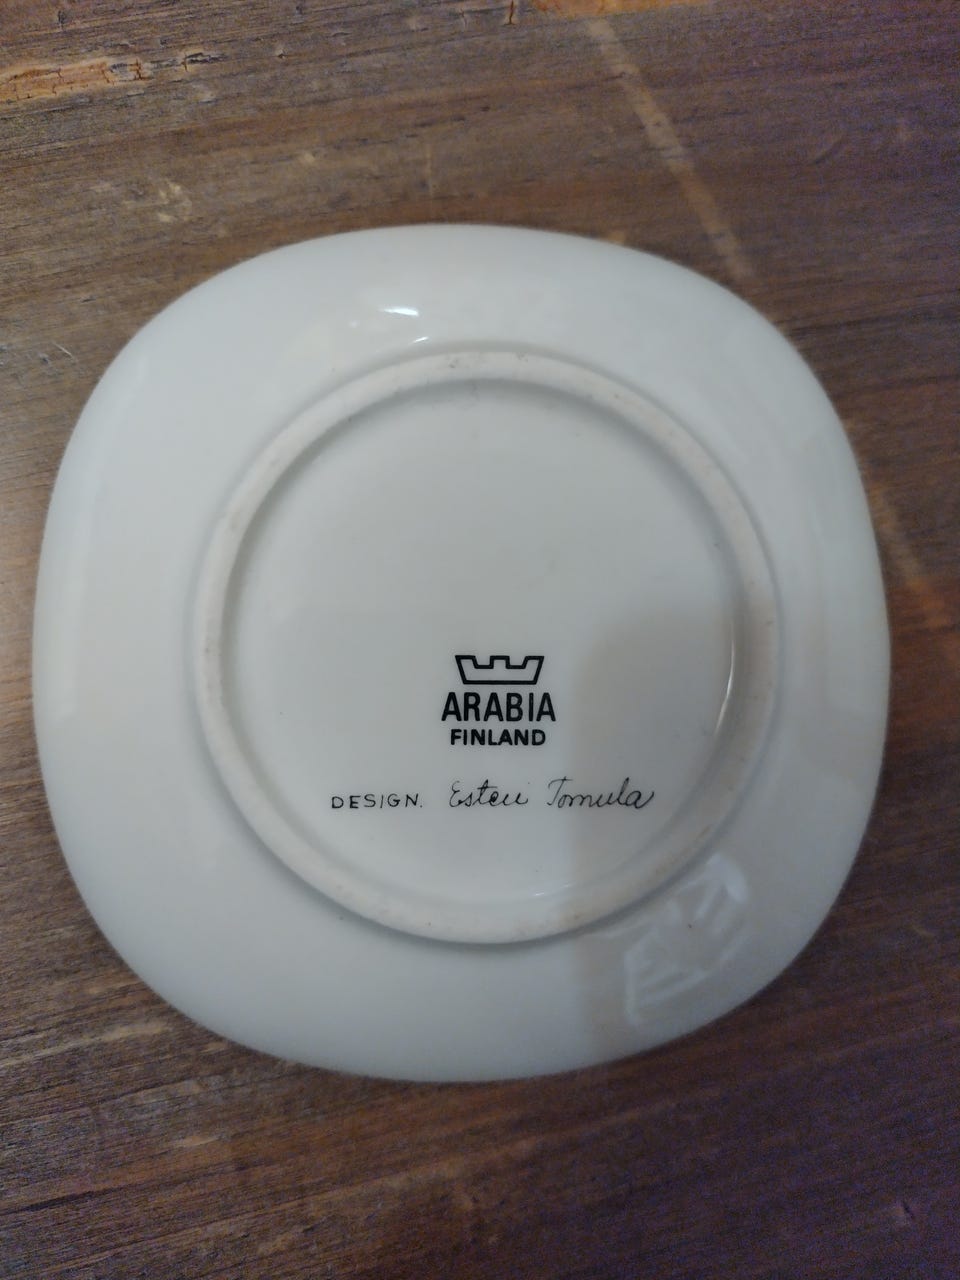 ARABIA
FINLAND
DESIGN. Esteri Tomula